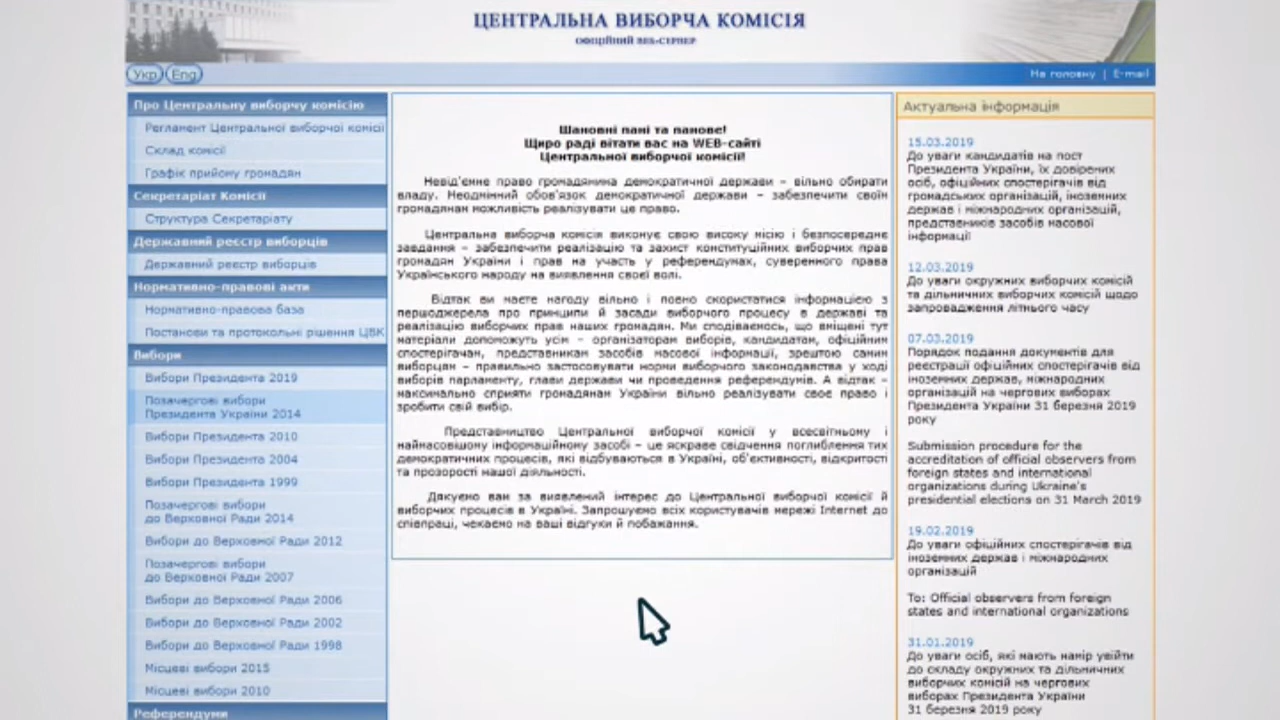 ЦЕНТРАЛЬНА ВИБОРЧА КОМІСІЯ
ОФІЦІЙНИЙ ВЕБ-СЕРВЕР
Укр Eng
На головну | E-mail
Про Центральну виборчу комісію
Регламент Центральної виборчої комісії
Склад комісії
Графік прийому громадян
Секретаріат Комісії
Структура Секретаріату
Державний реєстр виборців
Державний реєстр виборців
Нормативно-правові акти
Нормативно-правова база
Постанови та протокольні рішення ЦВК
Вибори
Вибори Президента 2019
Позачергові вибори
Президента України 2014
Вибори Президента 2010
Вибори Президента 2004
Вибори Президента 1999
Позачергові вибори
до Верховної Ради 2014
Вибори до Верховної Ради 2012
Позачергові вибори
до Верховної Ради 2007
Вибори до Верховної Ради 2006
Вибори до Верховної Ради 2002
Вибори до Верховної Ради 1998
Місцеві вибори 2015
Місцеві вибори 2010
Референдуми
Шановні пані та панове!
Щиро раді вітати вас на WEB-сайті
Центральної виборчої комісії!
Невід'ємне право громадянина демократичної держави – вільно обирати
владу. Неодмінний обов'язок демократичної держави – забезпечити своїм
громадянам можливість реалізувати це право.
Центральна виборча комісія виконує свою високу місію і безпосереднє
завдання – забезпечити реалізацію та захист конституційних виборчих прав
громадян України і прав на участь у референдумах, суверенного права
Українського народу на виявлення своєї волі.
Відтак ви маєте нагоду вільно і повно скористатися інформацією з
першоджерела про принципи й засади виборчого процесу в державі та
реалізацію виборчих прав наших громадян. Ми сподіваємось, що вміщені тут
матеріали допоможуть усім – організаторам виборів, кандидатам, офіційним
спостерігачам, представникам засобів масової інформації, зрештою самим
виборцям – правильно застосовувати норми виборчого законодавства у ході
виборів парламенту, глави держави чи проведення референдумів. А відтак –
максимально сприяти громадянам України вільно реалізувати своє право і
зробити свій вибір.
Представництво Центральної виборчої комісії у всесвітньому і
наймасовішому інформаційному засобі – це яскраве свідчення поглиблення тих
демократичних процесів, які відбуваються в Україні, об'єктивності, відкритості
та прозорості нашої діяльності.
Дякуємо вам за виявлений інтерес до Центральної виборчої комісії й
виборчих процесів в Україні. Запрошуємо всіх користувачів мережі Internet до
співпраці, чекаємо на ваші відгуки й побажання.
Актуальна інформація
15.03.2019
До уваги кандидатів на пост
Президента України, їх довірених
осіб, офіційних спостерігачів від
громадських організацій, іноземних
держав і міжнародних організацій,
представників засобів масової
інформації
12.03.2019
До уваги окружних виборчих комісій
та дільничних виборчих комісій щодо
запровадження літнього часу
07.03.2019
Порядок подання документів для
реєстрації офіційних спостерігачів від
іноземних держав, міжнародних
організацій на чергових виборах
Президента України 31 березня 2019
року
Submission procedure for the
accreditation of official observers from
foreign states and international
organizations during Ukraine's
presidential elections on 31 March 2019
19.02.2019
До уваги офіційних спостерігачів від
іноземних держав і міжнародних
організацій
To: Official observers from foreign
states and international organizations
31.01.2019
До уваги осіб, які мають намір увійти
до складу окружних та дільничних
виборчих комісій на чергових
виборах Президента України
31 березня 2019 року